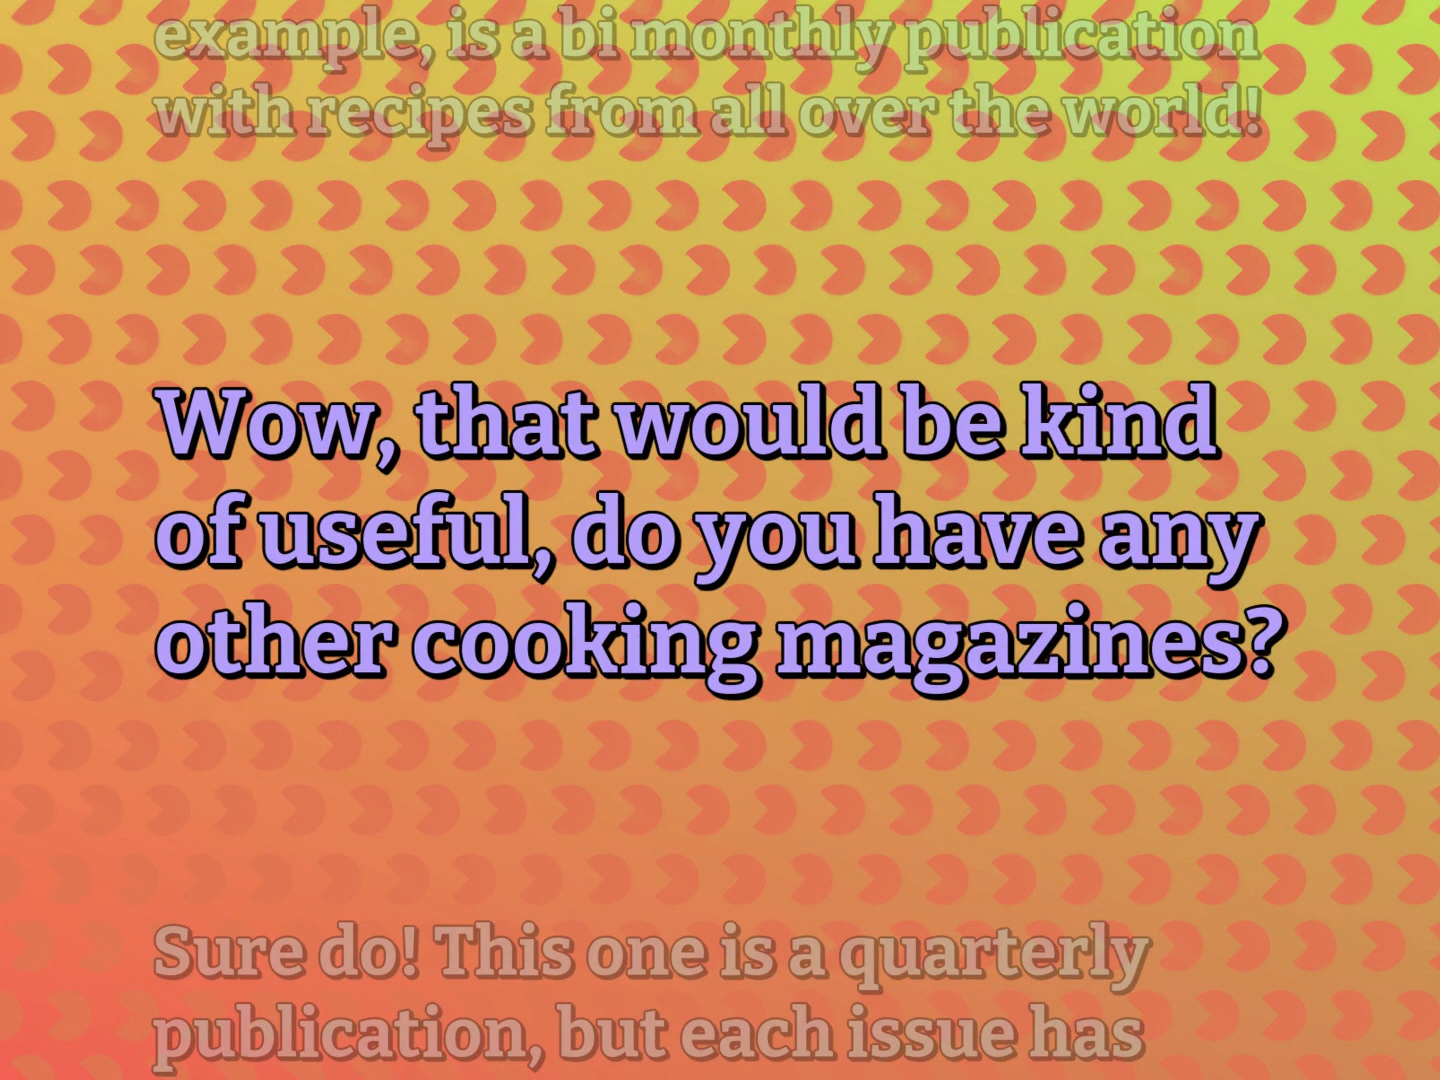 example, is a bi monthly publication
with recipes from all over the world!
Wow, that would be kind
of useful, do you have any
other cooking magazines?
Sure do! This one is a quarterly
publication, but each issue has